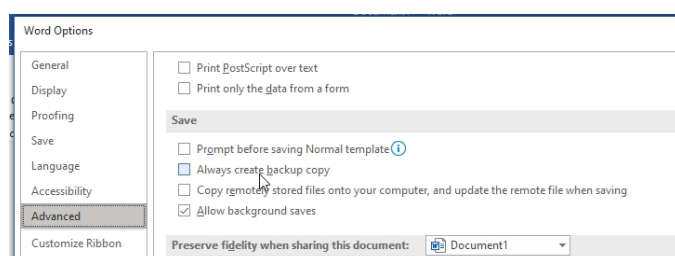 Word Options
General
Display
Proofing
Save
Language
Accessibility
Advanced
Customize Ribbon
Print PostScript over text
Print only the data from a form
Save
Prompt before saving Normal template
Always create backup copy
Copy remotely stored files onto your computer, and update the remote file when saving
Allow background saves
Preserve fidelity when sharing this document: Document1